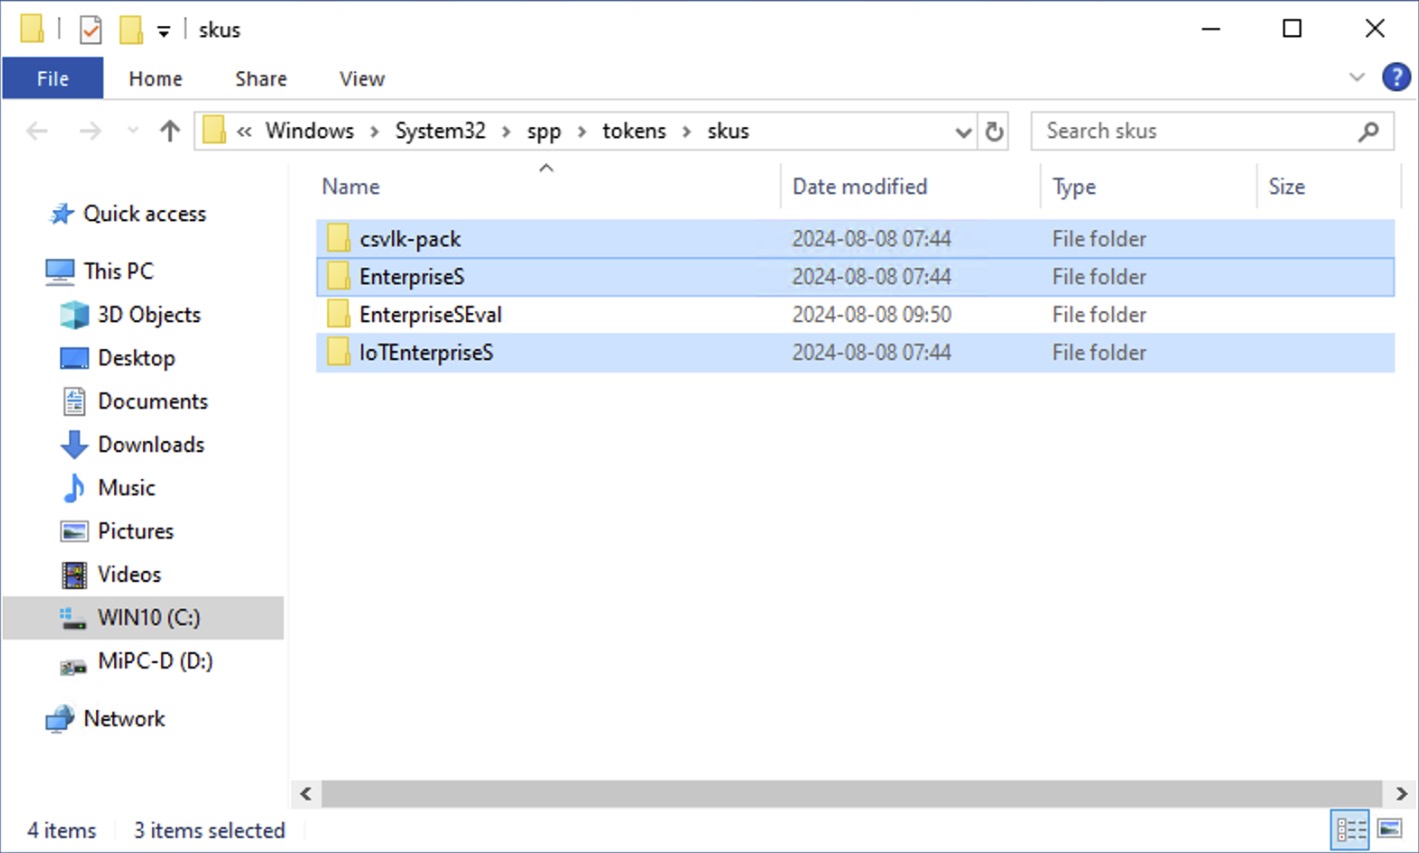 skus
File Home Share View
« Windows > System32 > spp > tokens > skus
Search skus
Name Date modified Type Size
Quick access
This PC
3D Objects
Desktop
Documents
Downloads
Music
Pictures
Videos
WIN10 (C:)
MiPC-D (D:)
Network
csvlk-pack 2024-08-08 07:44 File folder
EnterpriseS 2024-08-08 07:44 File folder
EnterpriseSEval 2024-08-08 09:50 File folder
IoTEnterpriseS 2024-08-08 07:44 File folder
4 items 3 items selected